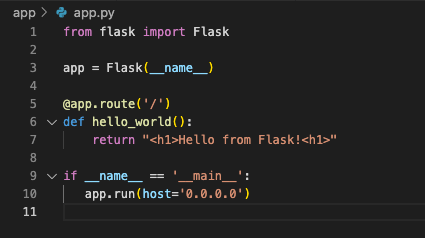 app > app.py
1 from flask import Flask
2
3 app = Flask(__name__)
4
5 @app.route('/')
6 def hello_world():
7     return "<h1>Hello from Flask!<h1>"
8
9 if __name__ == '__main__':
10    app.run(host='0.0.0.0')
11